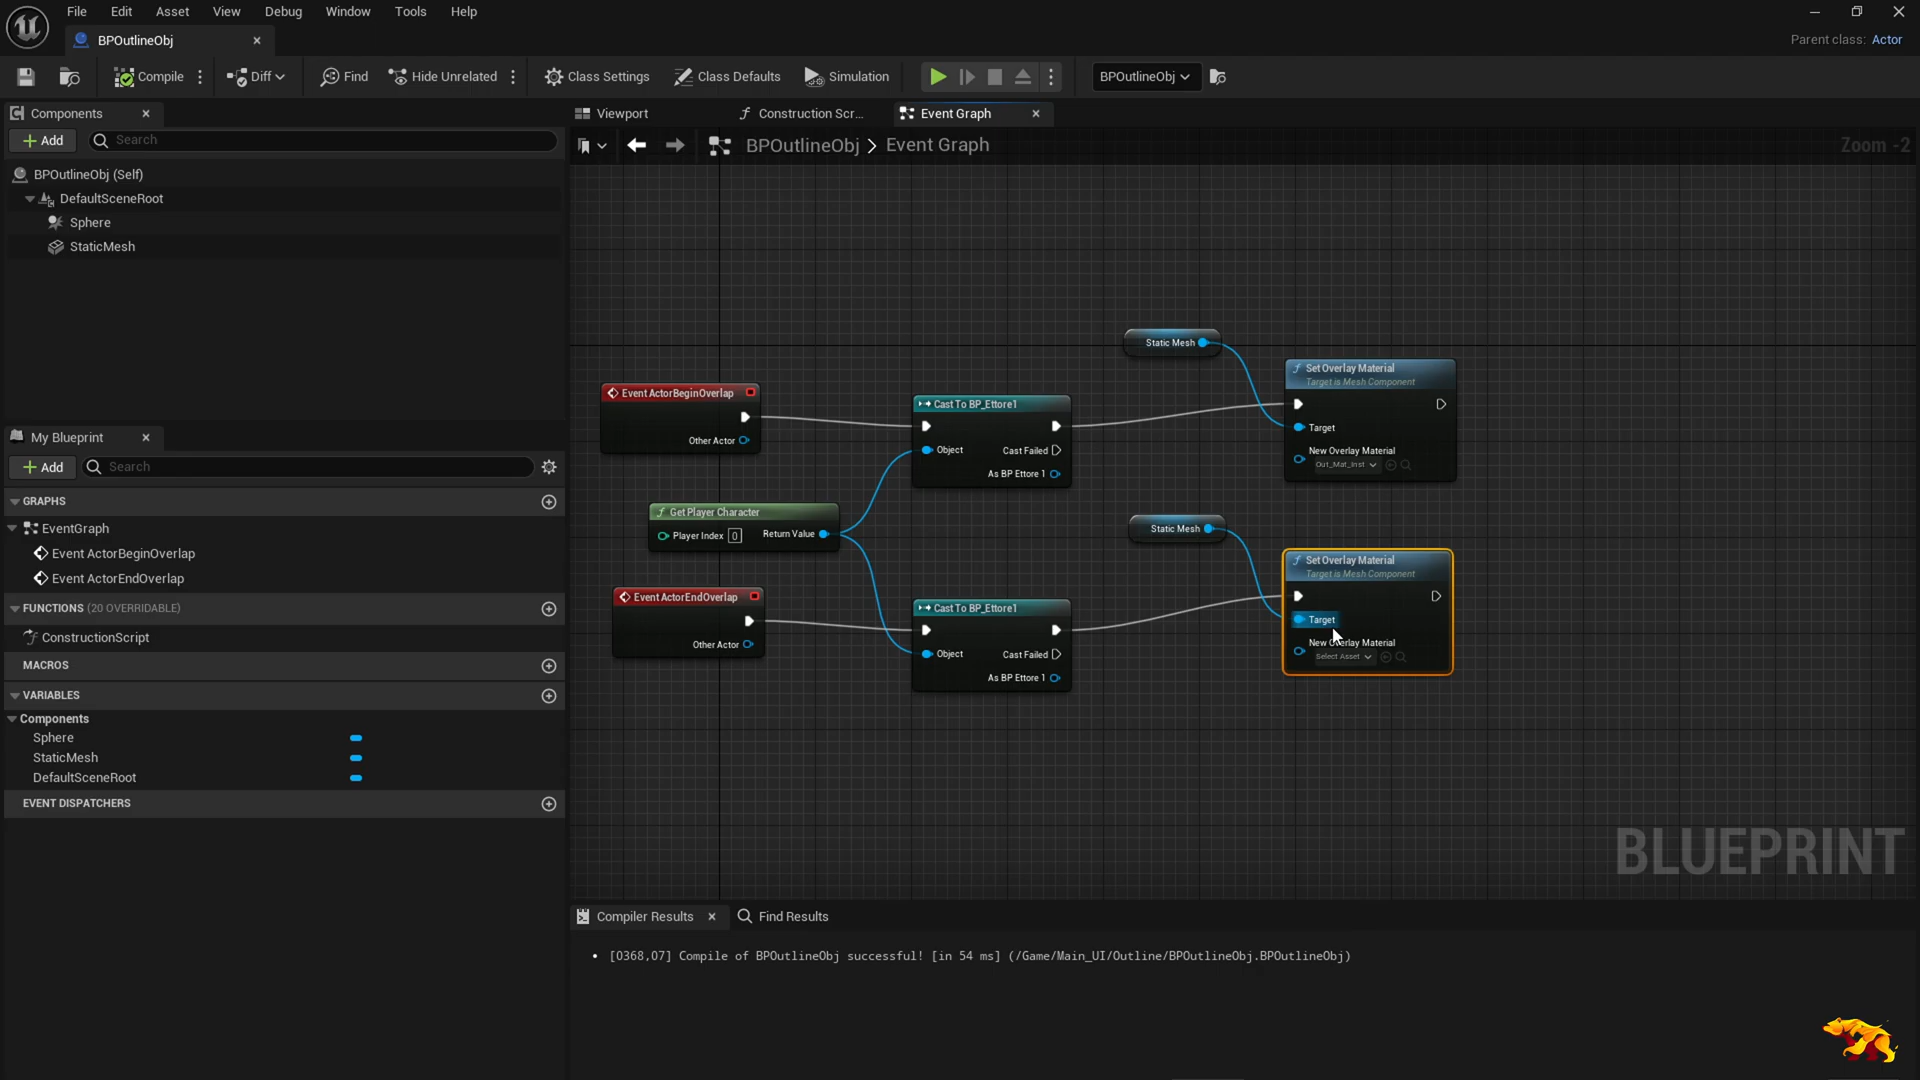 File Edit Asset View Debug Window Tools Help
BPOutlineObj
Parent class: Actor
Compile Diff Find Hide Unrelated Class Settings Class Defaults Simulation BPOutlineObj
Components
Viewport Construction Scr... Event Graph
Add Search
BPOutlineObj > Event Graph
Zoom -2
BPOutlineObj (Self)
DefaultSceneRoot
Sphere
StaticMesh
My Blueprint
Add Search
GRAPHS
EventGraph
Event ActorBeginOverlap
Event ActorEndOverlap
FUNCTIONS (20 OVERRIDABLE)
ConstructionScript
MACROS
VARIABLES
Components
Sphere
StaticMesh
DefaultSceneRoot
EVENT DISPATCHERS
Event ActorBeginOverlap
Other Actor
Get Player Character
Player Index 0 Return Value
Event ActorEndOverlap
Other Actor
Cast To BP_Ettore1
Object Cast Failed
As BP Ettore 1
Cast To BP_Ettore1
Object Cast Failed
As BP Ettore 1
Static Mesh
Set Overlay Material
Target is Mesh Component
Target
New Overlay Material
Out_Mat_Inst
Static Mesh
Set Overlay Material
Target is Mesh Component
Target
New Overlay Material
Select Asset
BLUEPRINT
Compiler Results Find Results
[0368,07] Compile of BPOutlineObj successful! [in 54 ms] (/Game/Main_UI/Outline/BPOutlineObj.BPOutlineObj)